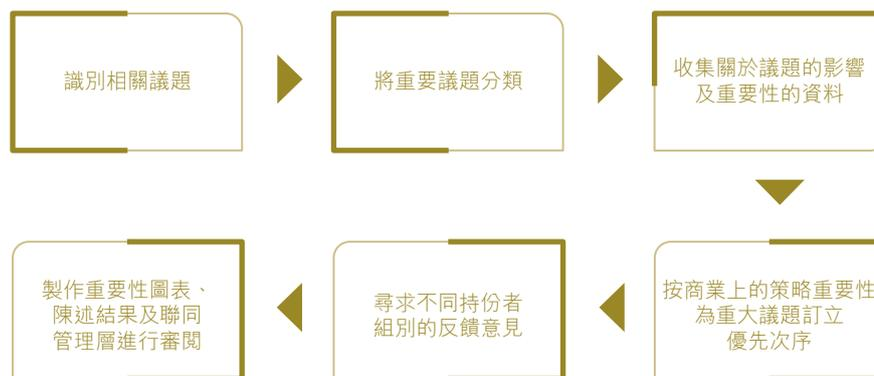 識別相關議題
將重要議題分類
收集關於議題的影響
及重要性的資料
按商業上的策略重要性
為重大議題訂立
優先次序
尋求不同持份者
組別的反饋意見
製作重要性圖表、
陳述結果及聯同
管理層進行審閱